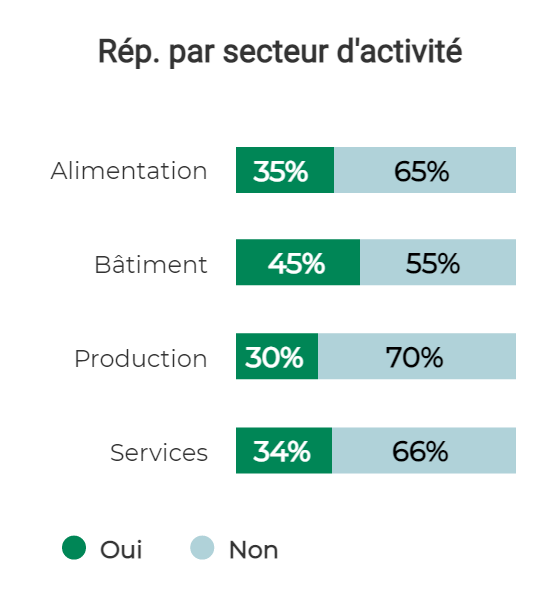 Rép. par secteur d'activité
Alimentation 35% 65%
Bâtiment 45% 55%
Production 30% 70%
Services 34% 66%
Oui Non